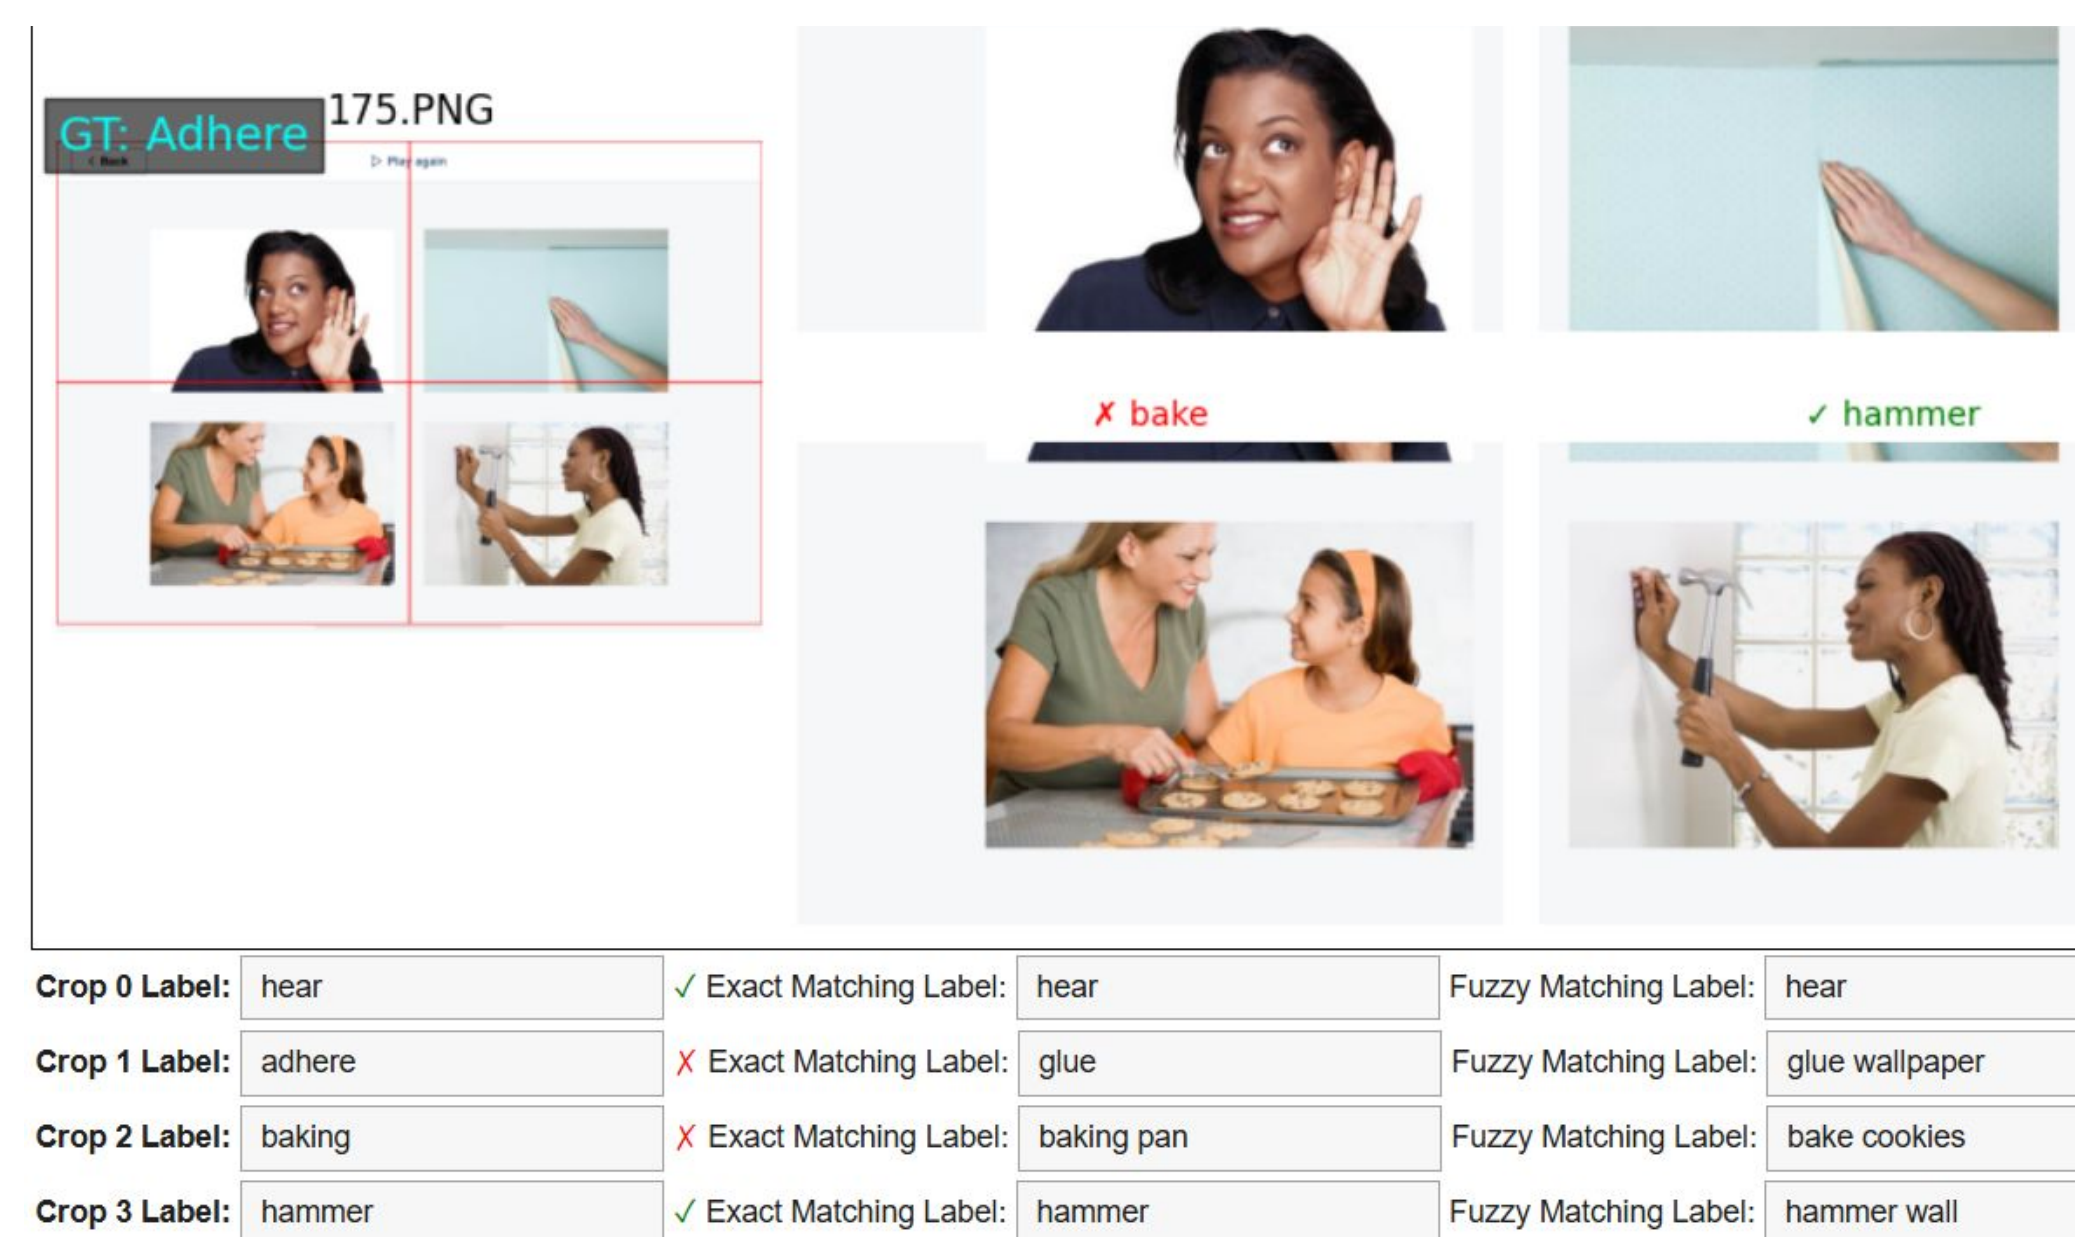 175.PNG
GT: Adhere
< Back
▷ Play again
✗ bake
✓ hammer
Crop 0 Label: hear ✓ Exact Matching Label: hear Fuzzy Matching Label: hear
Crop 1 Label: adhere ✗ Exact Matching Label: glue Fuzzy Matching Label: glue wallpaper
Crop 2 Label: baking ✗ Exact Matching Label: baking pan Fuzzy Matching Label: bake cookies
Crop 3 Label: hammer ✓ Exact Matching Label: hammer Fuzzy Matching Label: hammer wall